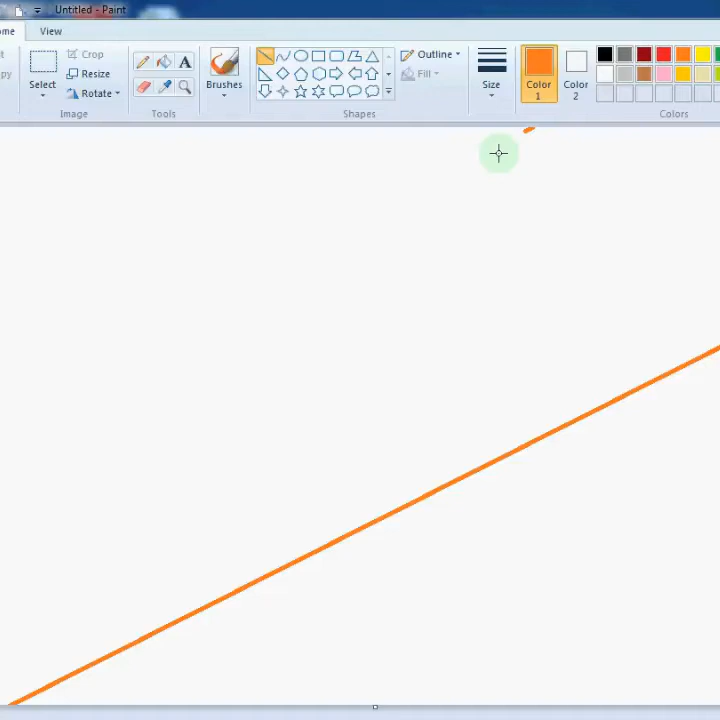 Untitled - Paint
ome View
t Crop
py Resize
Select Rotate
A
Brushes
Outline
Fill
Size
Color 1
Color 2
Image Tools Shapes Colors